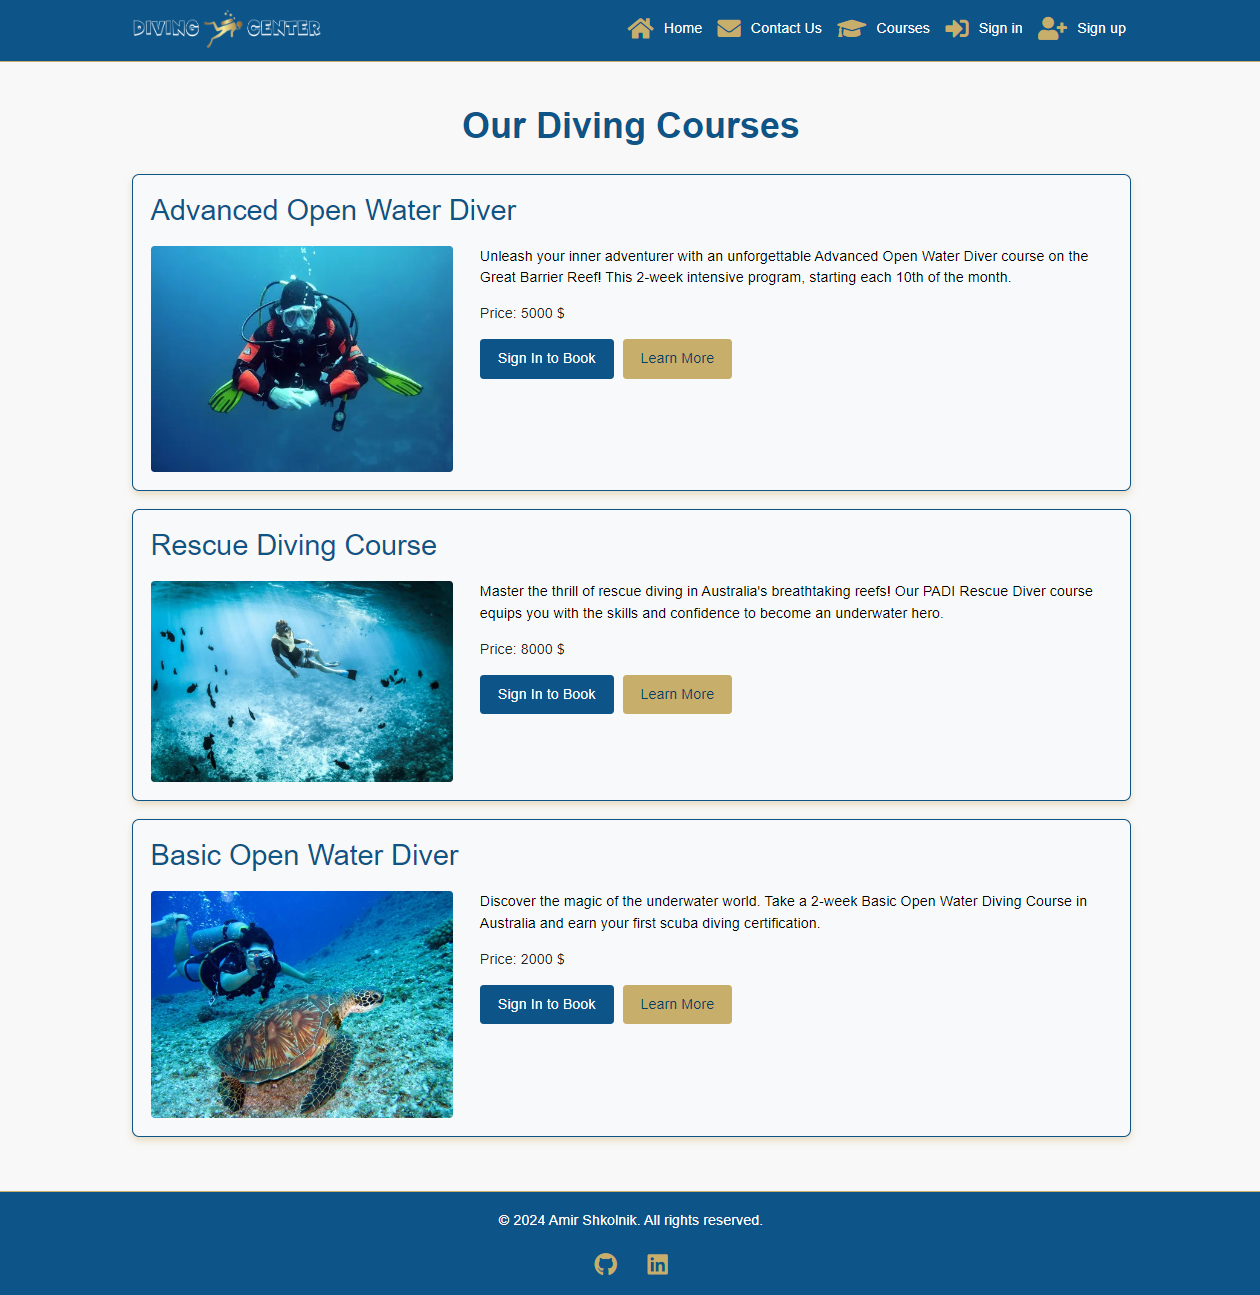 DIVING CENTER
Home Contact Us Courses Sign in Sign up
Our Diving Courses
Advanced Open Water Diver
Unleash your inner adventurer with an unforgettable Advanced Open Water Diver course on the
Great Barrier Reef! This 2-week intensive program, starting each 10th of the month.
Price: 5000 $
Sign In to Book Learn More
Rescue Diving Course
Master the thrill of rescue diving in Australia's breathtaking reefs! Our PADI Rescue Diver course
equips you with the skills and confidence to become an underwater hero.
Price: 8000 $
Sign In to Book Learn More
Basic Open Water Diver
Discover the magic of the underwater world. Take a 2-week Basic Open Water Diving Course in
Australia and earn your first scuba diving certification.
Price: 2000 $
Sign In to Book Learn More
© 2024 Amir Shkolnik. All rights reserved.